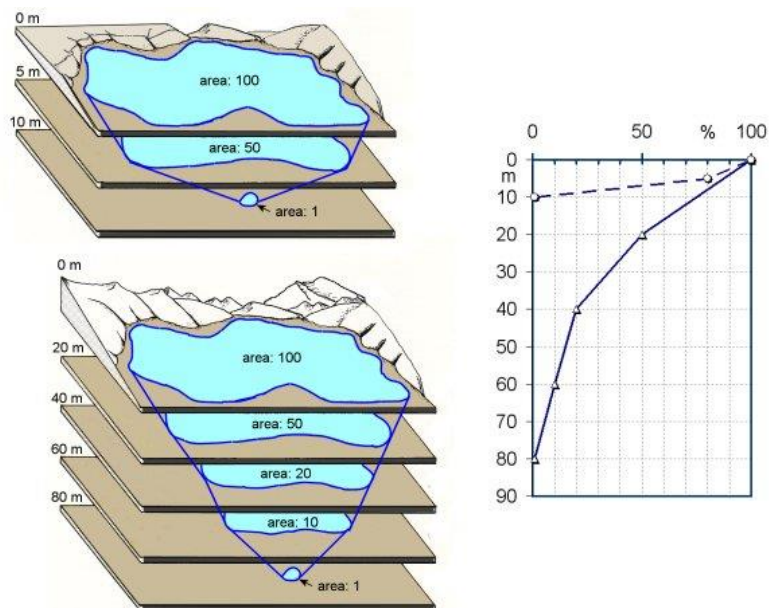 0 m
area: 100
5 m
10 m
area: 50
area: 1
0 m
area: 100
20 m
40 m
area: 50
60 m
area: 20
80 m
area: 10
area: 1
0 50 % 100
0
m
10
20
30
40
50
60
70
80
90